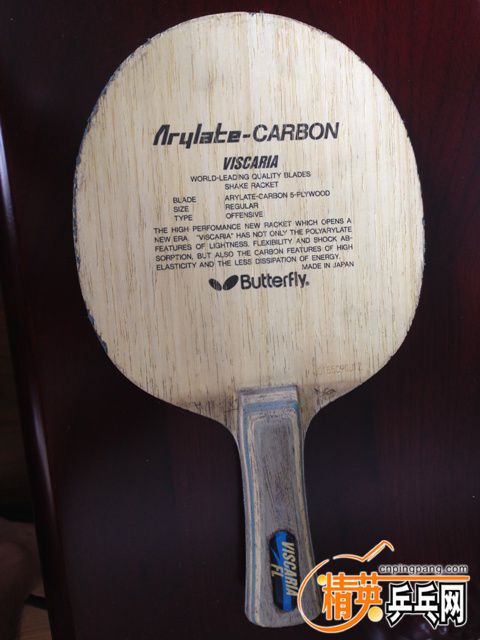 Arylate-CARBON
VISCARIA
WORLD-LEADING QUALITY BLADES
SHAKE RACKET
BLADE ARYLATE-CARBON 5-PLYWOOD
SIZE REGULAR
TYPE OFFENSIVE
THE HIGH PERFOMANCE NEW RACKET WHICH OPENS A
NEW ERA. "VISCARIA" HAS NOT ONLY THE POLYARYLATE
FEATURES OF LIGHTNESS, FLEXIBILITY AND SHOCK AB-
SORPTION, BUT ALSO THE CARBON FEATURES OF HIGH
ELASTICITY AND THE LESS DISSIPATION OF ENERGY.
MADE IN JAPAN
Butterfly.
VISCARIA
FL
cnpingpang.com
精英乒乓网